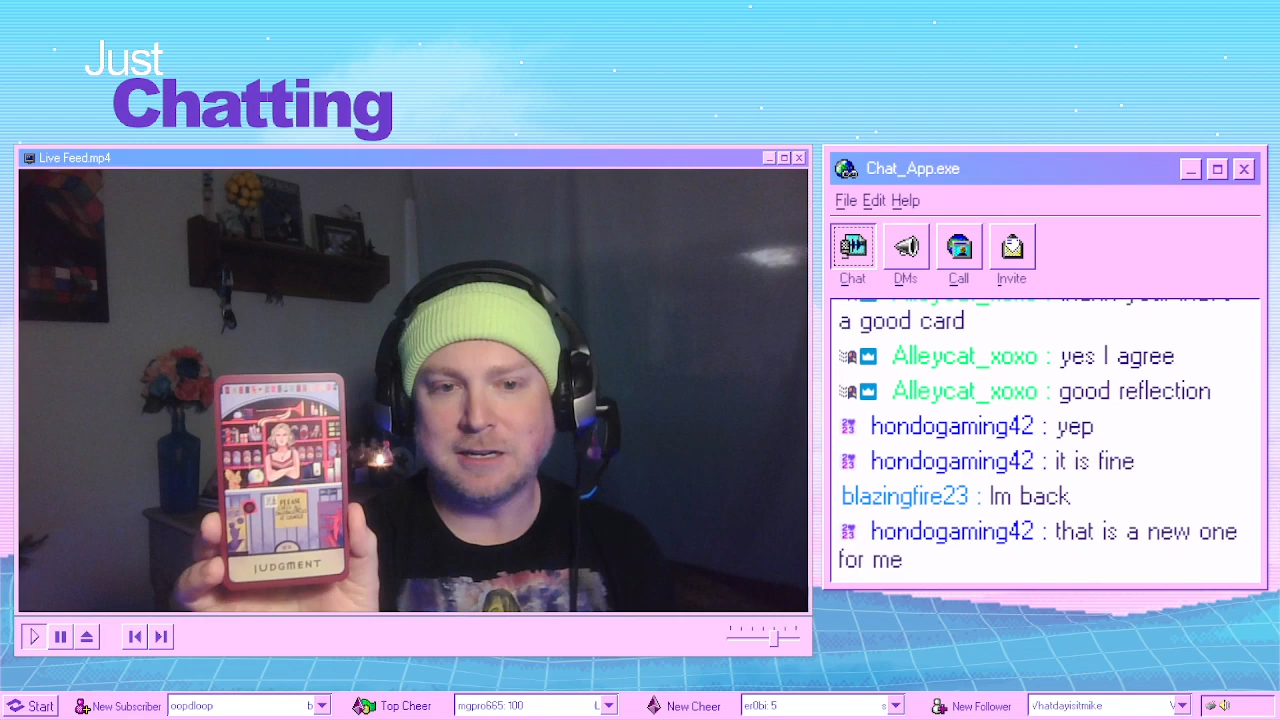 Just
Chatting
Live Feed.mp4
Chat_App.exe
File Edit Help
Chat DMs Call Invite
a good card
Alleycat_xoxo : yes I agree
Alleycat_xoxo : good reflection
hondogaming42 : yep
hondogaming42 : it is fine
blazingfire23 : Im back
hondogaming42 : that is a new one
for me
PLEASE
JUDGMENT
Start New Subscriber oopdloop b Top Cheer mgpro665: 100 New Cheer er0bi: 5 s New Follower hatdayisitmike